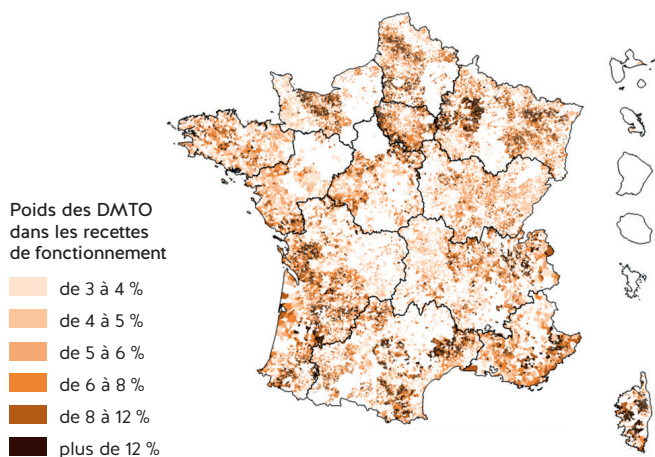 Poids des DMTO
dans les recettes
de fonctionnement
de 3 à 4 %
de 4 à 5 %
de 5 à 6 %
de 6 à 8 %
de 8 à 12 %
plus de 12 %